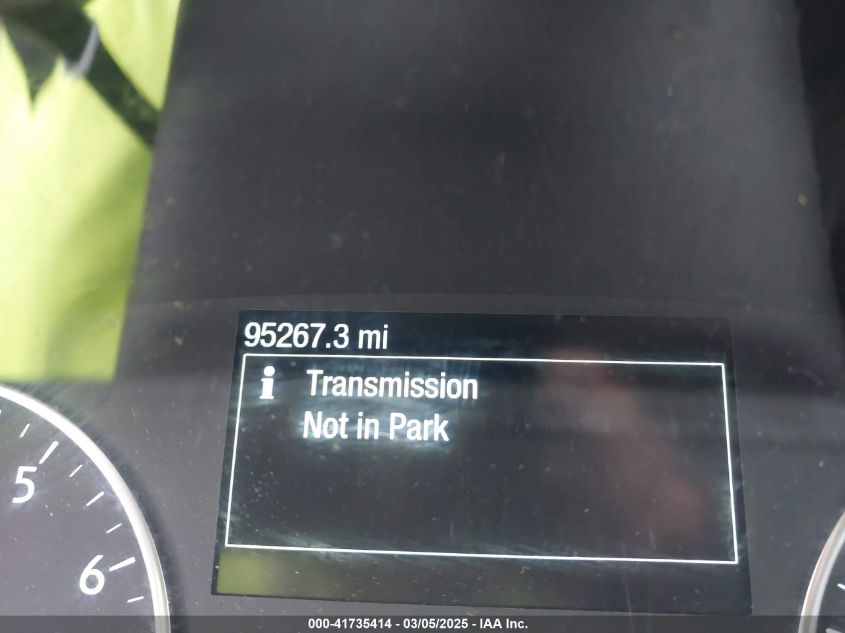 95267.3 mi
i Transmission
Not in Park
5
6
000-41735414 - 03/05/2025 - IAA Inc.